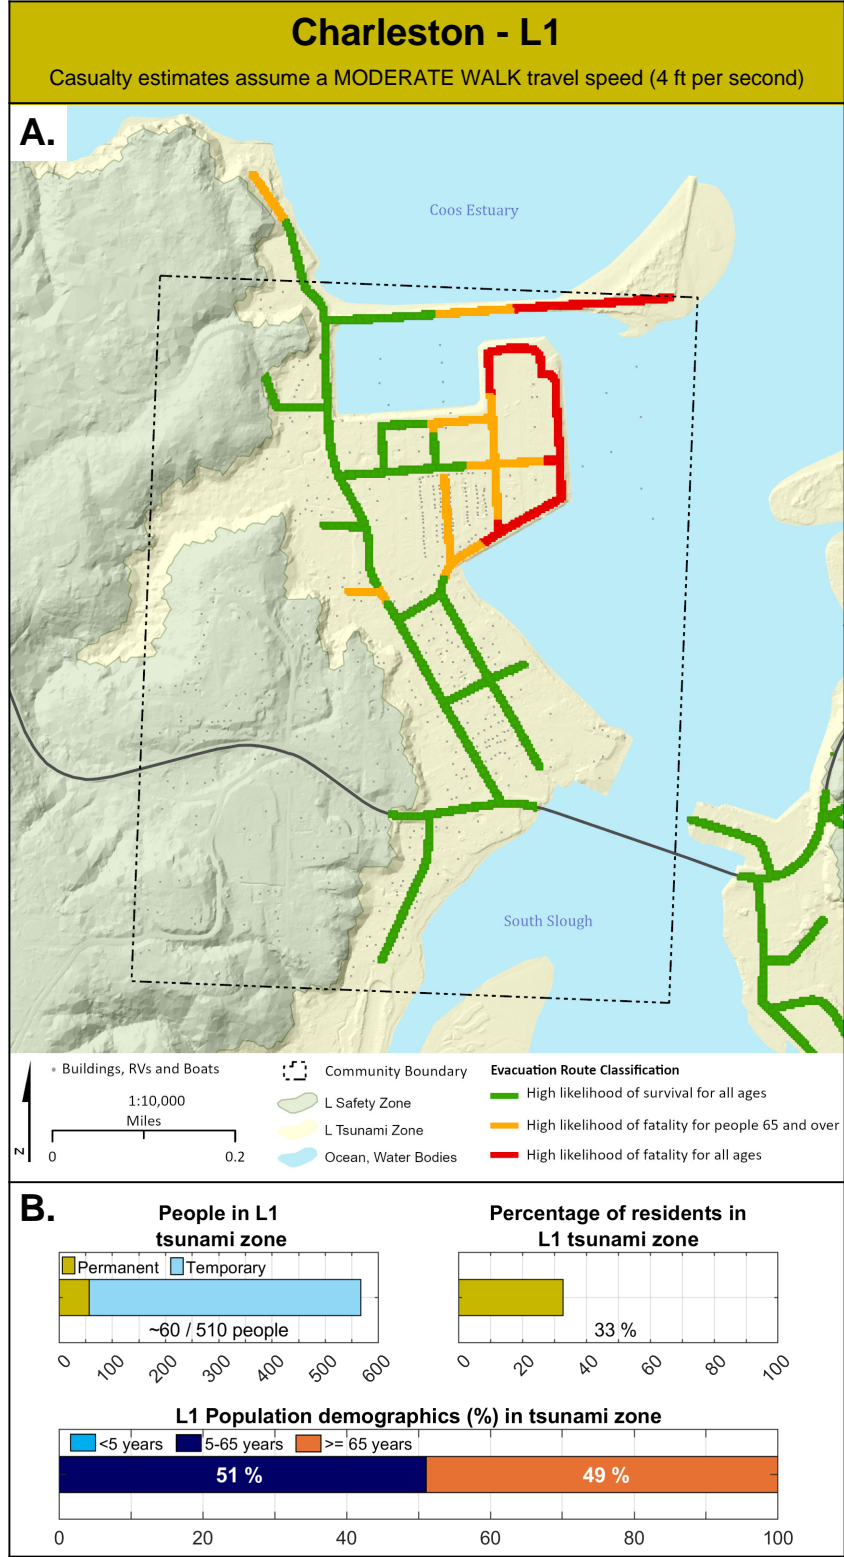 Charleston - L1
Casualty estimates assume a MODERATE WALK travel speed (4 ft per second)
A.
Coos Estuary
South Slough
Buildings, RVs and Boats
1:10,000
Miles
0 0.2
z
Community Boundary
L Safety Zone
L Tsunami Zone
Ocean, Water Bodies
Evacuation Route Classification
High likelihood of survival for all ages
High likelihood of fatality for people 65 and over
High likelihood of fatality for all ages
B.
People in L1
tsunami zone
Permanent Temporary
~60 / 510 people
0 100 200 300 400 500 600
Percentage of residents in
L1 tsunami zone
33 %
0 20 40 60 80 100
L1 Population demographics (%) in tsunami zone
<5 years 5-65 years >= 65 years
51 % 49 %
0 20 40 60 80 100